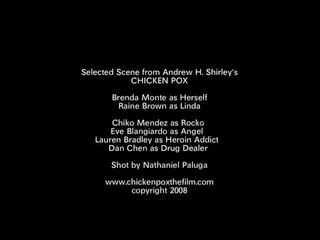 Selected Scene from Andrew H. Shirley's
CHICKEN POX
Brenda Monte as Herself
Raine Brown as Linda
Chiko Mendez as Rocko
Eve Blangiardo as Angel
Lauren Bradley as Heroin Addict
Dan Chen as Drug Dealer
Shot by Nathaniel Paluga
www.chickenpoxthefilm.com
copyright 2008